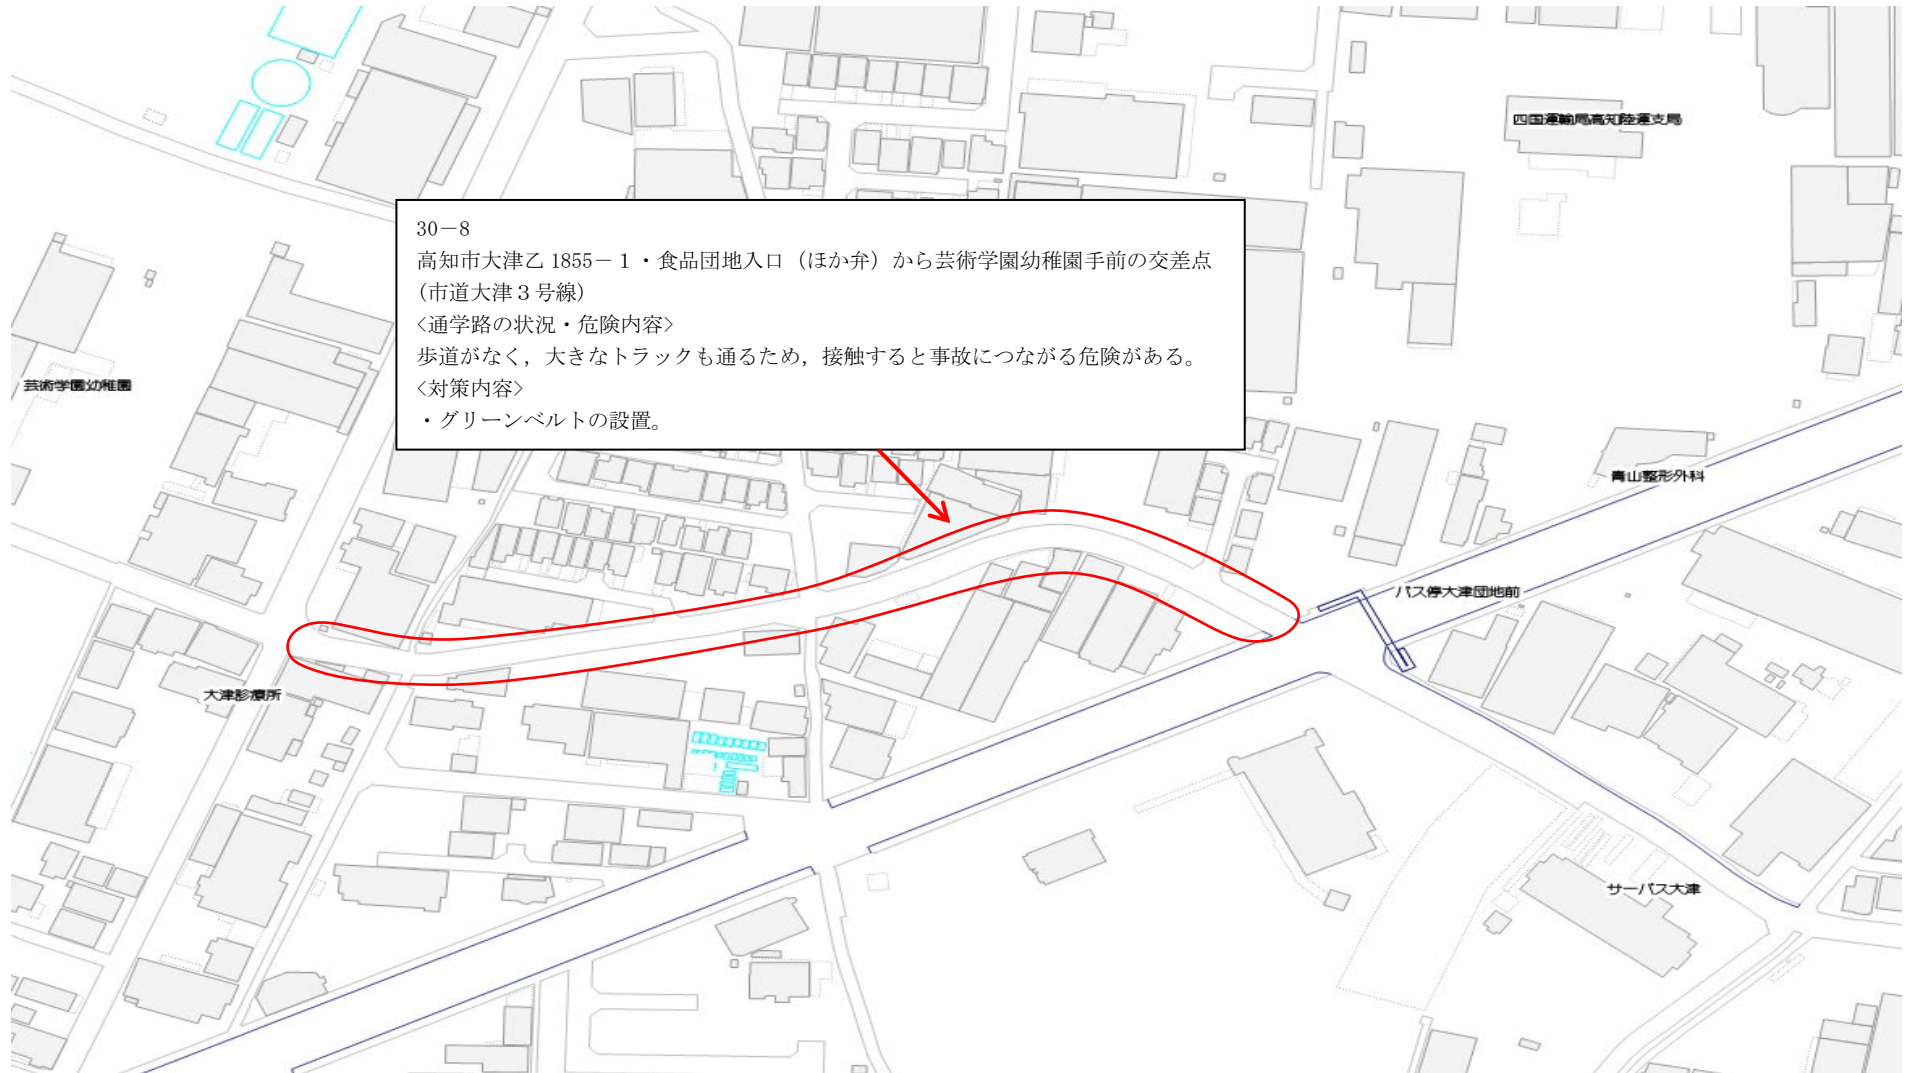 四国運輸局高知陸運支局
30－8
高知市大津乙 1855－１・食品団地入口（ほか弁）から芸術学園幼稚園手前の交差点
(市道大津３号線)
<通学路の状況・危険内容>
歩道がなく，大きなトラックも通るため，接触すると事故につながる危険がある。
<対策内容>
・グリーンベルトの設置。
芸術学園幼稚園
青山整形外科
バス停大津団地前
大津診療所
サーパス大津